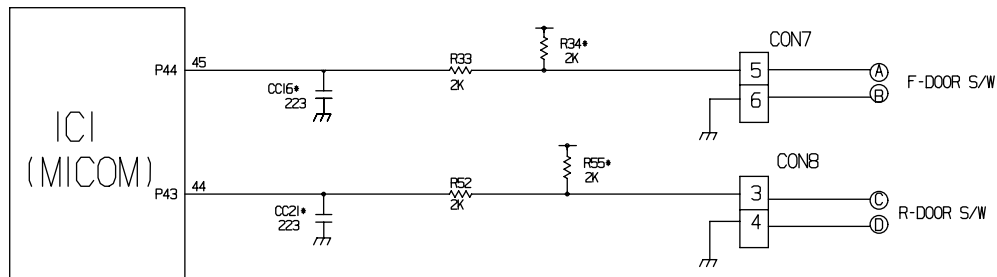 R34*
2K
CON7
P44 45 R33 2K
CC16*
223
5 A
6 B
F-DOOR S/W
IC1
(MICOM)
R55*
2K
CON8
P43 44 R52 2K
CC21*
223
3 C
4 D
R-DOOR S/W